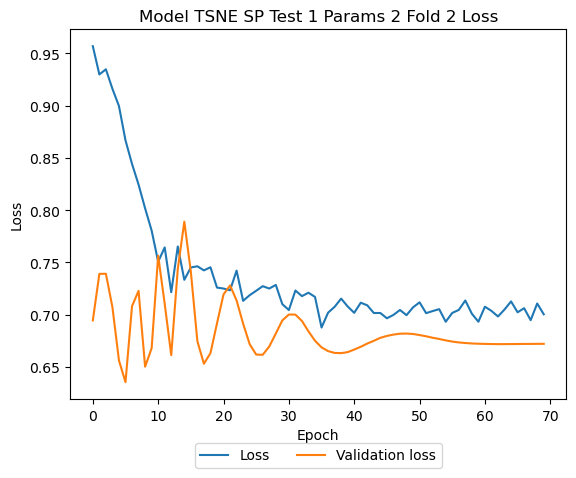 Model TSNE SP Test 1 Params 2 Fold 2 Loss
Loss
0.95
0.90
0.85
0.80
0.75
0.70
0.65
0 10 20 30 40 50 60 70
Epoch
Loss Validation loss